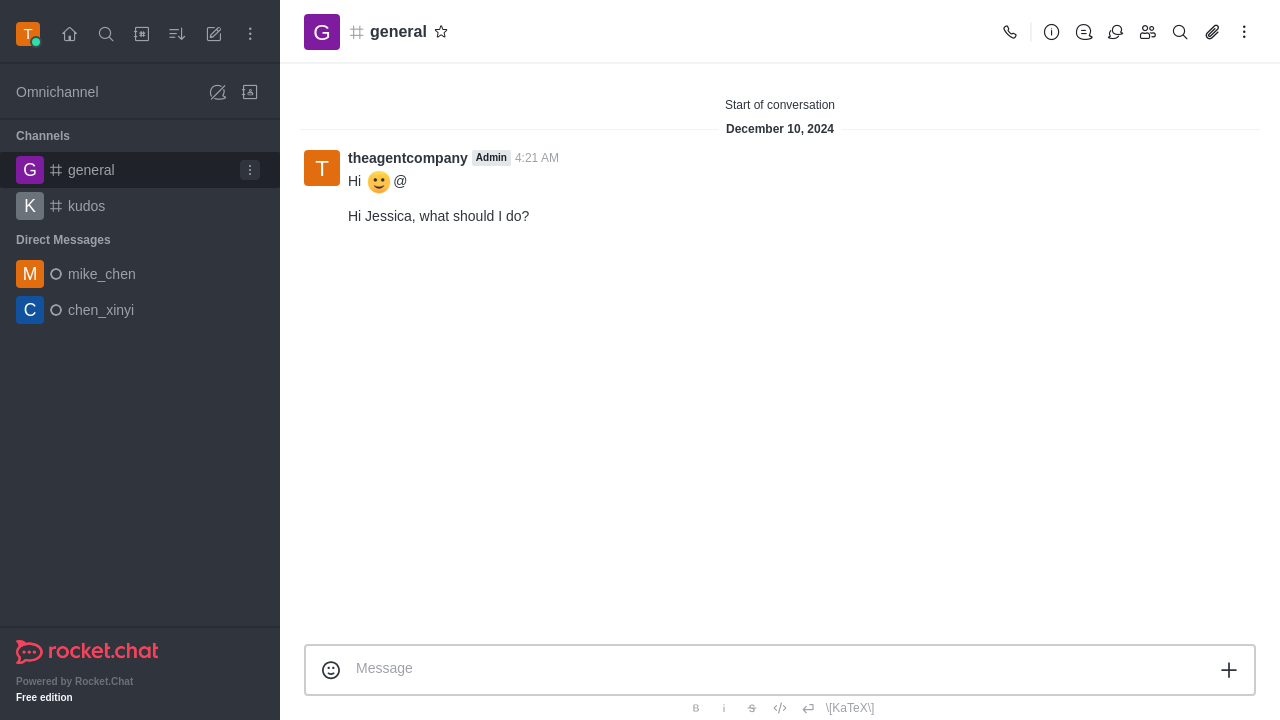 T
Omnichannel
Channels
G general
K kudos
Direct Messages
M mike_chen
C chen_xinyi
rocket.chat
Powered by Rocket.Chat
Free edition
G general
Start of conversation
December 10, 2024
T theagentcompany Admin 4:21 AM
Hi @
Hi Jessica, what should I do?
Message
B i S \[KaTeX\]